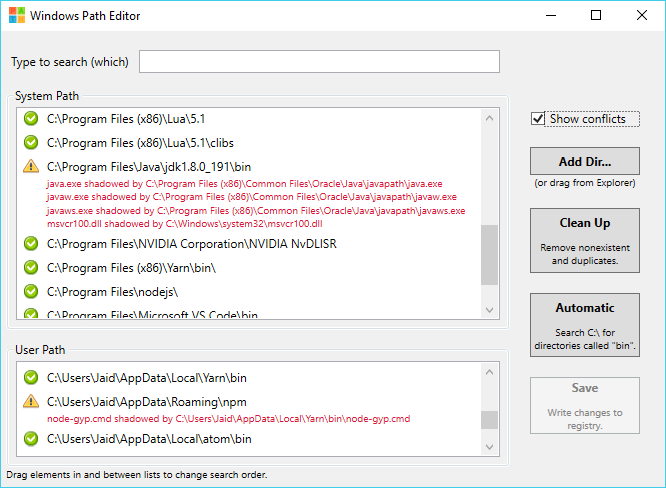 Windows Path Editor
Type to search (which)
System Path
C:\Program Files (x86)\Lua\5.1
C:\Program Files (x86)\Lua\5.1\clibs
C:\Program Files\Java\jdk1.8.0_191\bin
java.exe shadowed by C:\Program Files (x86)\Common Files\Oracle\Java\javapath\java.exe
javaw.exe shadowed by C:\Program Files (x86)\Common Files\Oracle\Java\javapath\javaw.exe
javaws.exe shadowed by C:\Program Files (x86)\Common Files\Oracle\Java\javapath\javaws.exe
msvcr100.dll shadowed by C:\Windows\system32\msvcr100.dll
C:\Program Files\NVIDIA Corporation\NVIDIA NvDLISR
C:\Program Files (x86)\Yarn\bin\
C:\Program Files\nodejs\
C:\Program Files\Microsoft VS Code\bin
User Path
C:\Users\Jaid\AppData\Local\Yarn\bin
C:\Users\Jaid\AppData\Roaming\npm
node-gyp.cmd shadowed by C:\Users\Jaid\AppData\Local\Yarn\bin\node-gyp.cmd
C:\Users\Jaid\AppData\Local\atom\bin
Drag elements in and between lists to change search order.
Show conflicts
Add Dir...
(or drag from Explorer)
Clean Up
Remove nonexistent
and duplicates.
Automatic
Search C:\ for
directories called "bin".
Save
Write changes to
registry.